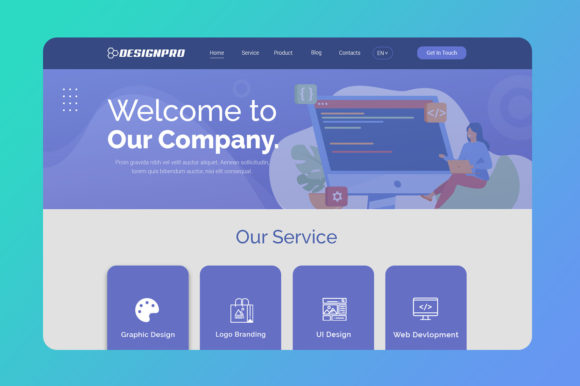 DESIGNPRO
Home Service Product Blog Contacts EN Get In Touch
Welcome to
Our Company.
Proin gravida nibh vel velit auctor aliquet. Aenean sollicitudin,
lorem quis bibendum auctor, nisi elit consequat.
{ }
</>
Our Service
Graphic Design
Logo Branding
UI Design
Web Devlopment